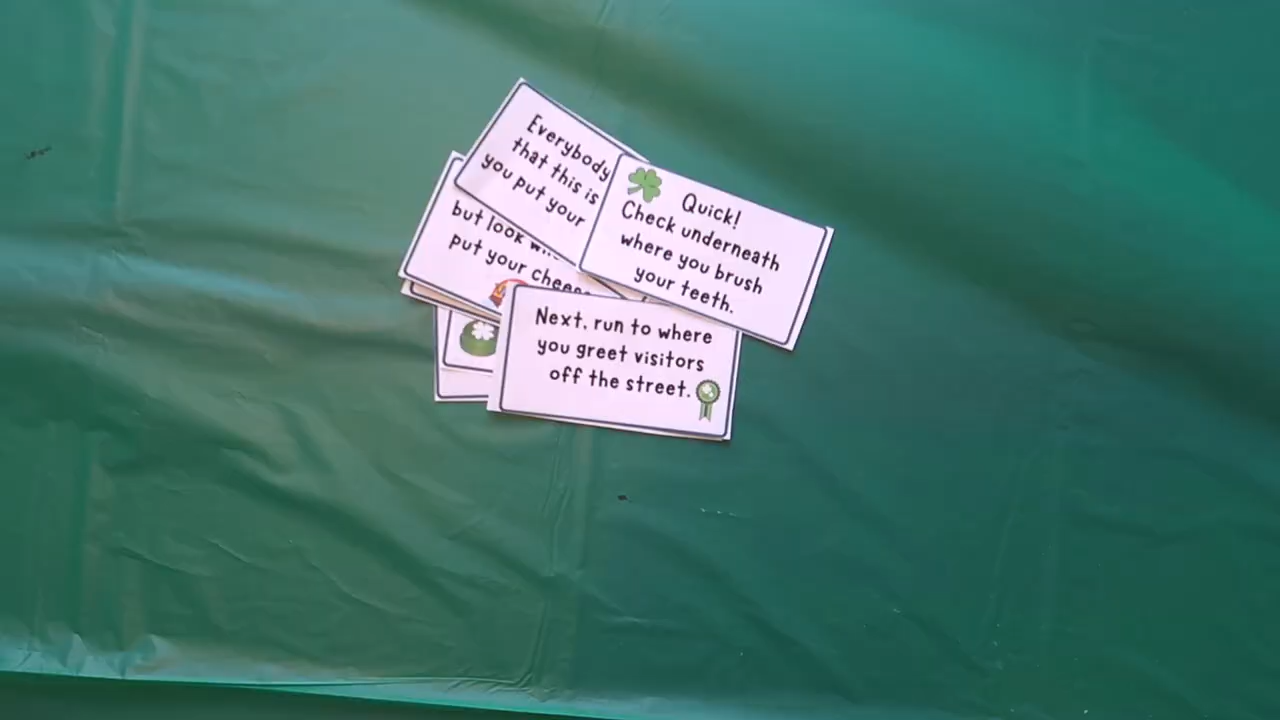 Everybody
that this is
you put your
Quick!
Check underneath
where you brush
your teeth.
but look
put your
Next, run to where
you greet visitors
off the street.